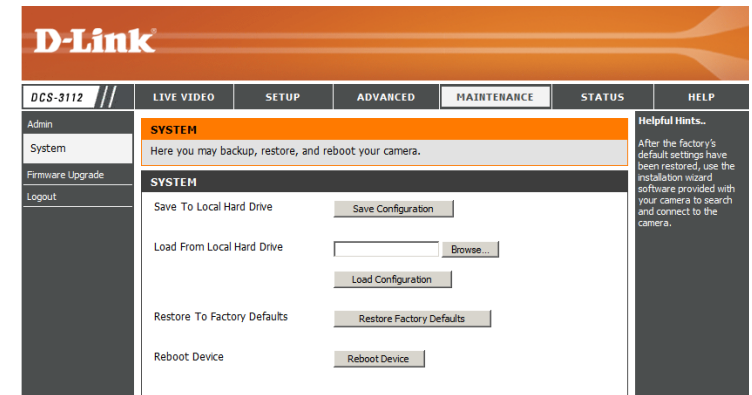 D-Link
DCS-3112 LIVE VIDEO SETUP ADVANCED MAINTENANCE STATUS HELP
Admin
System
Firmware Upgrade
Logout
SYSTEM
Here you may backup, restore, and reboot your camera.
SYSTEM
Save To Local Hard Drive Save Configuration
Load From Local Hard Drive Browse...
Load Configuration
Restore To Factory Defaults Restore Factory Defaults
Reboot Device Reboot Device
Helpful Hints..
After the factory's
default settings have
been restored, use the
installation wizard
software provided with
your camera to search
and connect to the
camera.